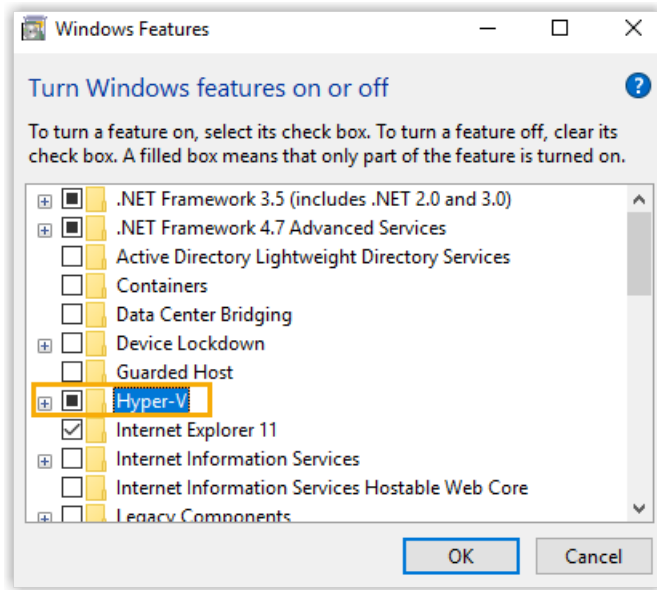 Windows Features
Turn Windows features on or off
?
To turn a feature on, select its check box. To turn a feature off, clear its
check box. A filled box means that only part of the feature is turned on.
.NET Framework 3.5 (includes .NET 2.0 and 3.0)
.NET Framework 4.7 Advanced Services
Active Directory Lightweight Directory Services
Containers
Data Center Bridging
Device Lockdown
Guarded Host
Hyper-V
Internet Explorer 11
Internet Information Services
Internet Information Services Hostable Web Core
Legacy Components
OK
Cancel